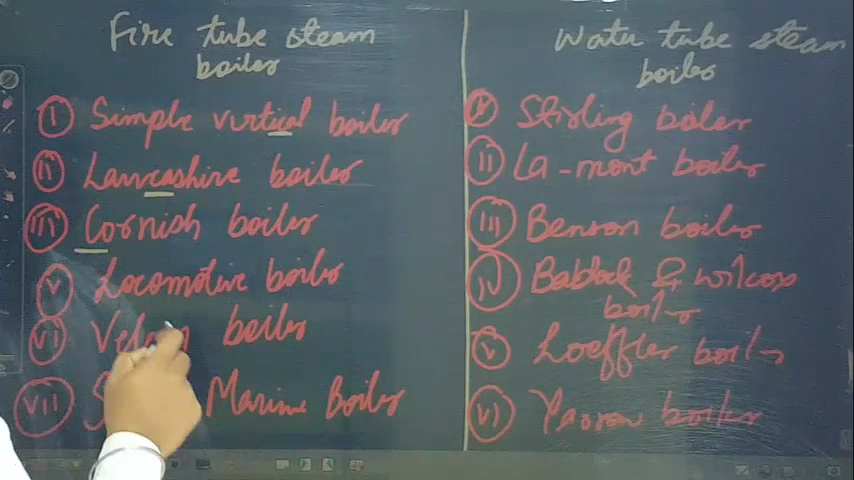 Fire tube steam
boiler
I Simple virtical boiler
II Lancashire boiler
III Cornish boiler
V Locomotive boiler
VI boiler
VII Marine Boiler
Water tube steam
boiler
I Stirling boiler
II La-mont boiler
III Benson boiler
IV Babcock & wilcox
boiler
V Loeffler boiler
VI Yarrow boiler